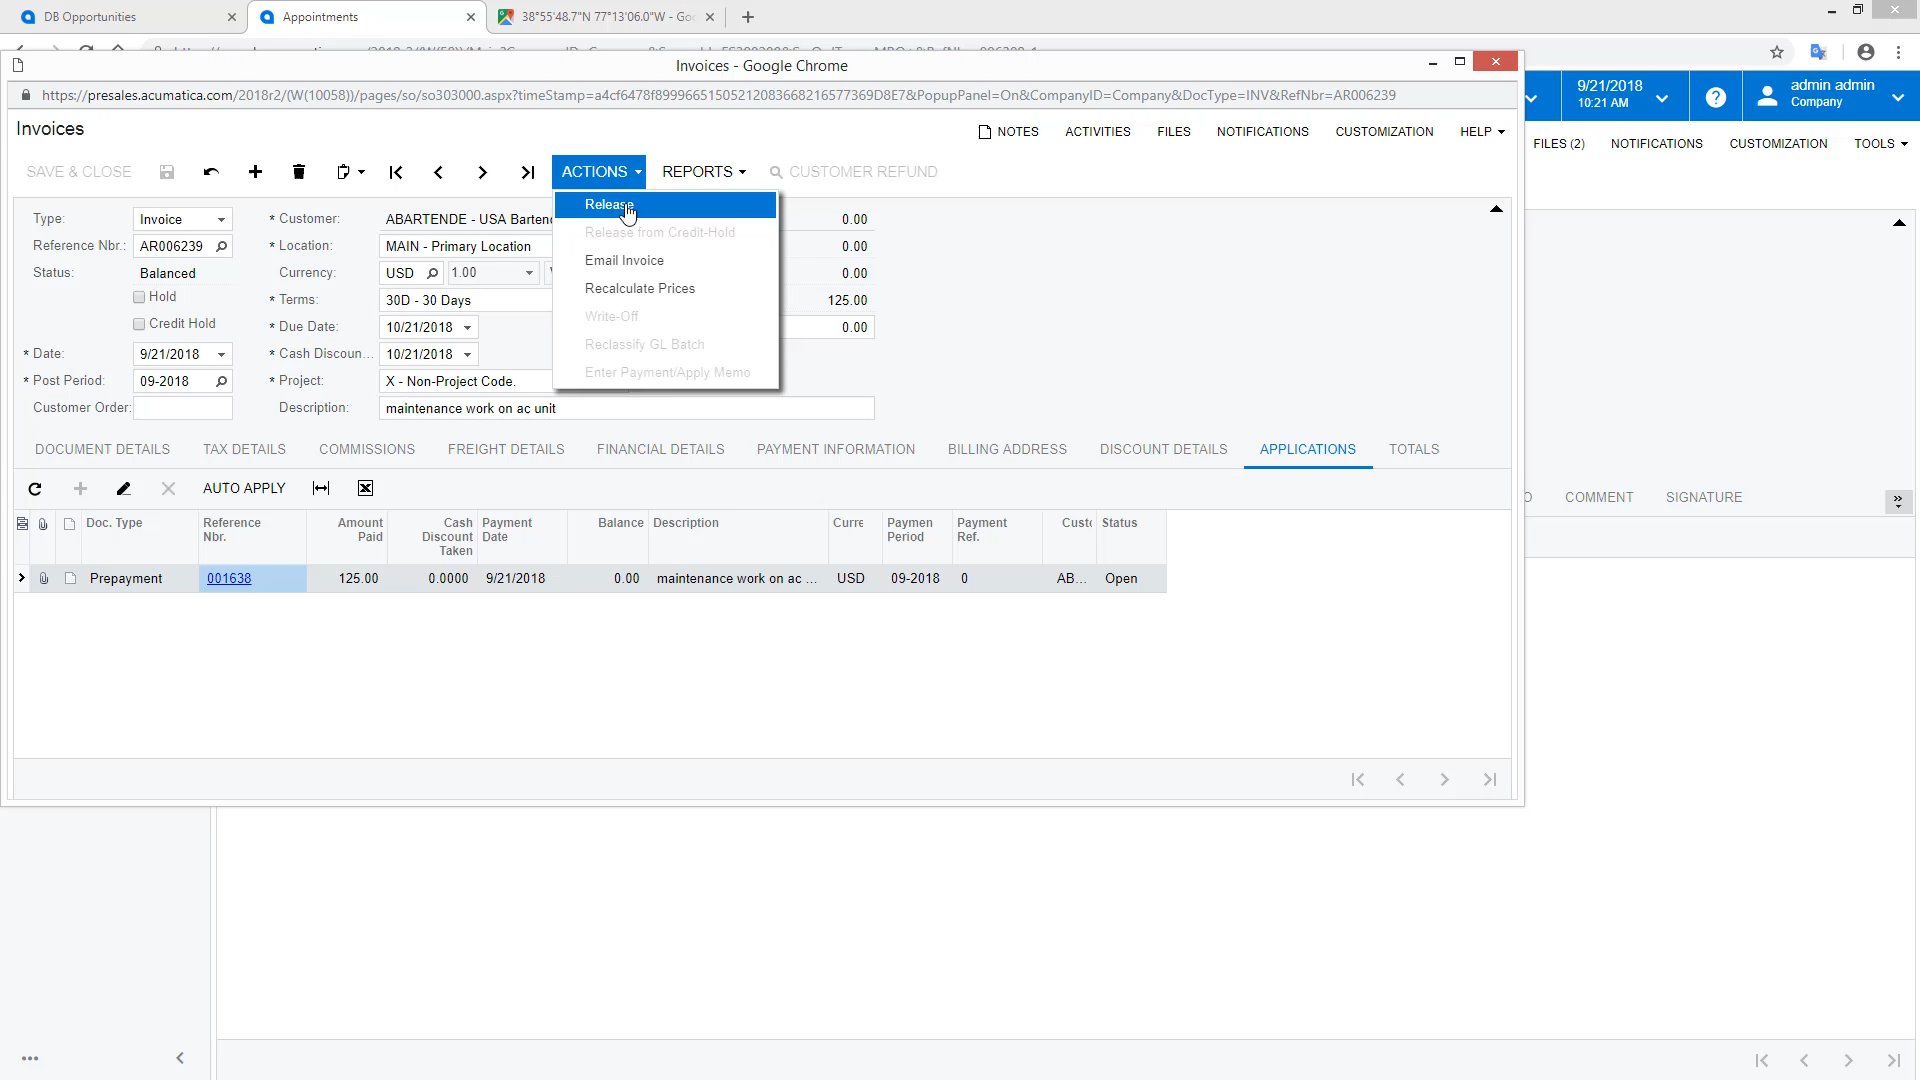 DB Opportunities
Appointments
38°55'48.7"N 77°13'06.0"W - Goo
Invoices - Google Chrome
https://presales.acumatica.com/2018r2/(W(10058))/pages/so/so303000.aspx?timeStamp=a4cf6478f89996651505212083668216577369D8E7&PopupPanel=On&CompanyID=Company&DocType=INV&RefNbr=AR006239
9/21/2018
10:21 AM
admin admin
Company
Invoices
NOTES ACTIVITIES FILES NOTIFICATIONS CUSTOMIZATION HELP
FILES (2) NOTIFICATIONS CUSTOMIZATION TOOLS
SAVE & CLOSE ACTIONS REPORTS CUSTOMER REFUND
Release
Release from Credit-Hold
Email Invoice
Recalculate Prices
Write-Off
Reclassify GL Batch
Enter Payment/Apply Memo
Type: Invoice * Customer: ABARTENDE - USA Barten 0.00
Reference Nbr.: AR006239 * Location: MAIN - Primary Location 0.00
Status: Balanced Currency: USD 1.00 0.00
Hold * Terms: 30D - 30 Days 125.00
Credit Hold * Due Date: 10/21/2018 0.00
* Date: 9/21/2018 * Cash Discoun... 10/21/2018
* Post Period: 09-2018 * Project: X - Non-Project Code.
Customer Order: Description: maintenance work on ac unit
DOCUMENT DETAILS TAX DETAILS COMMISSIONS FREIGHT DETAILS FINANCIAL DETAILS PAYMENT INFORMATION BILLING ADDRESS DISCOUNT DETAILS APPLICATIONS TOTALS
AUTO APPLY
COMMENT SIGNATURE
Doc. Type Reference Nbr. Amount Paid Cash Discount Taken Payment Date Balance Description Curre Paymen Period Payment Ref. Custo Status
Prepayment 001638 125.00 0.0000 9/21/2018 0.00 maintenance work on ac ... USD 09-2018 0 AB... Open